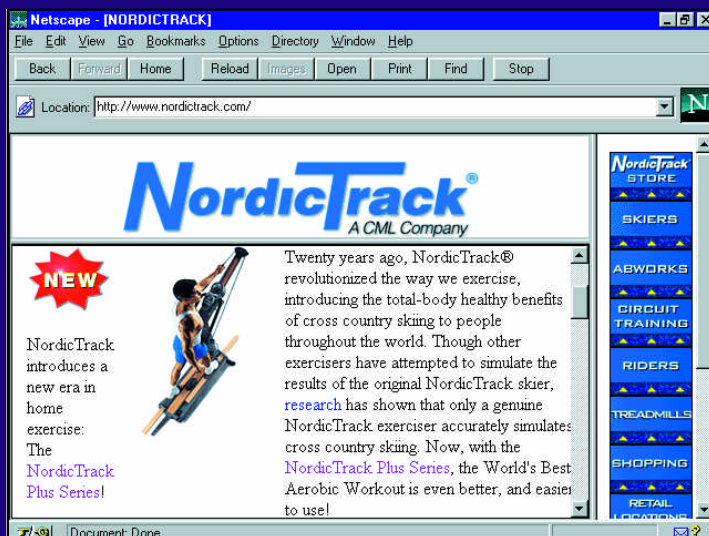 Netscape - [NORDICTRACK]
File Edit View Go Bookmarks Options Directory Window Help
Back Forward Home Reload Images Open Print Find Stop
Location: http://www.nordictrack.com/
N
NordicTrack®
A CML Company
NEW
NordicTrack
introduces a
new era in
home
exercise:
The
NordicTrack
Plus Series!
Twenty years ago, NordicTrack®
revolutionized the way we exercise,
introducing the total-body healthy benefits
of cross country skiing to people
throughout the world. Though other
exercisers have attempted to simulate the
results of the original NordicTrack skier,
research has shown that only a genuine
NordicTrack exerciser accurately simulates
cross country skiing. Now, with the
NordicTrack Plus Series, the World's Best
Aerobic Workout is even better, and easier
to use!
NordicTrack
STORE
SKIERS
ABWORKS
CIRCUIT
TRAINING
RIDERS
TREADMILLS
SHOPPING
RETAIL
LOCATIONS
Document: Done